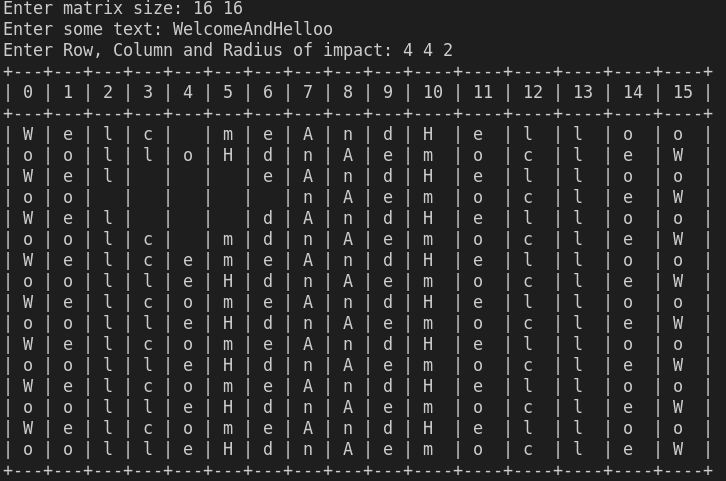 Enter matrix size: 16 16
Enter some text: WelcomeAndHelloo
Enter Row, Column and Radius of impact: 4 4 2
+---+---+---+---+---+---+---+---+---+---+----+----+----+----+----+----+
| 0 | 1 | 2 | 3 | 4 | 5 | 6 | 7 | 8 | 9 | 10 | 11 | 12 | 13 | 14 | 15 |
+---+---+---+---+---+---+---+---+---+---+----+----+----+----+----+----+
| W | e | l | c |   | m | e | A | n | d | H  | e  | l  | l  | o  | o  |
| o | o | l | l | o | H | d | n | A | e | m  | o  | c  | l  | e  | W  |
| W | e | l |   |   |   | e | A | n | d | H  | e  | l  | l  | o  | o  |
| o | o |   |   |   |   |   | n | A | e | m  | o  | c  | l  | e  | W  |
| W | e | l |   |   |   | d | A | n | d | H  | e  | l  | l  | o  | o  |
| o | o | l | c |   | m | d | n | A | e | m  | o  | c  | l  | e  | W  |
| W | e | l | c | e | m | e | A | n | d | H  | e  | l  | l  | o  | o  |
| o | o | l | l | e | H | d | n | A | e | m  | o  | c  | l  | e  | W  |
| W | e | l | c | o | m | e | A | n | d | H  | e  | l  | l  | o  | o  |
| o | o | l | l | e | H | d | n | A | e | m  | o  | c  | l  | e  | W  |
| W | e | l | c | o | m | e | A | n | d | H  | e  | l  | l  | o  | o  |
| o | o | l | l | e | H | d | n | A | e | m  | o  | c  | l  | e  | W  |
| W | e | l | c | o | m | e | A | n | d | H  | e  | l  | l  | o  | o  |
| o | o | l | l | e | H | d | n | A | e | m  | o  | c  | l  | e  | W  |
| W | e | l | c | o | m | e | A | n | d | H  | e  | l  | l  | o  | o  |
| o | o | l | l | e | H | d | n | A | e | m  | o  | c  | l  | e  | W  |
+---+---+---+---+---+---+---+---+---+---+----+----+----+----+----+----+